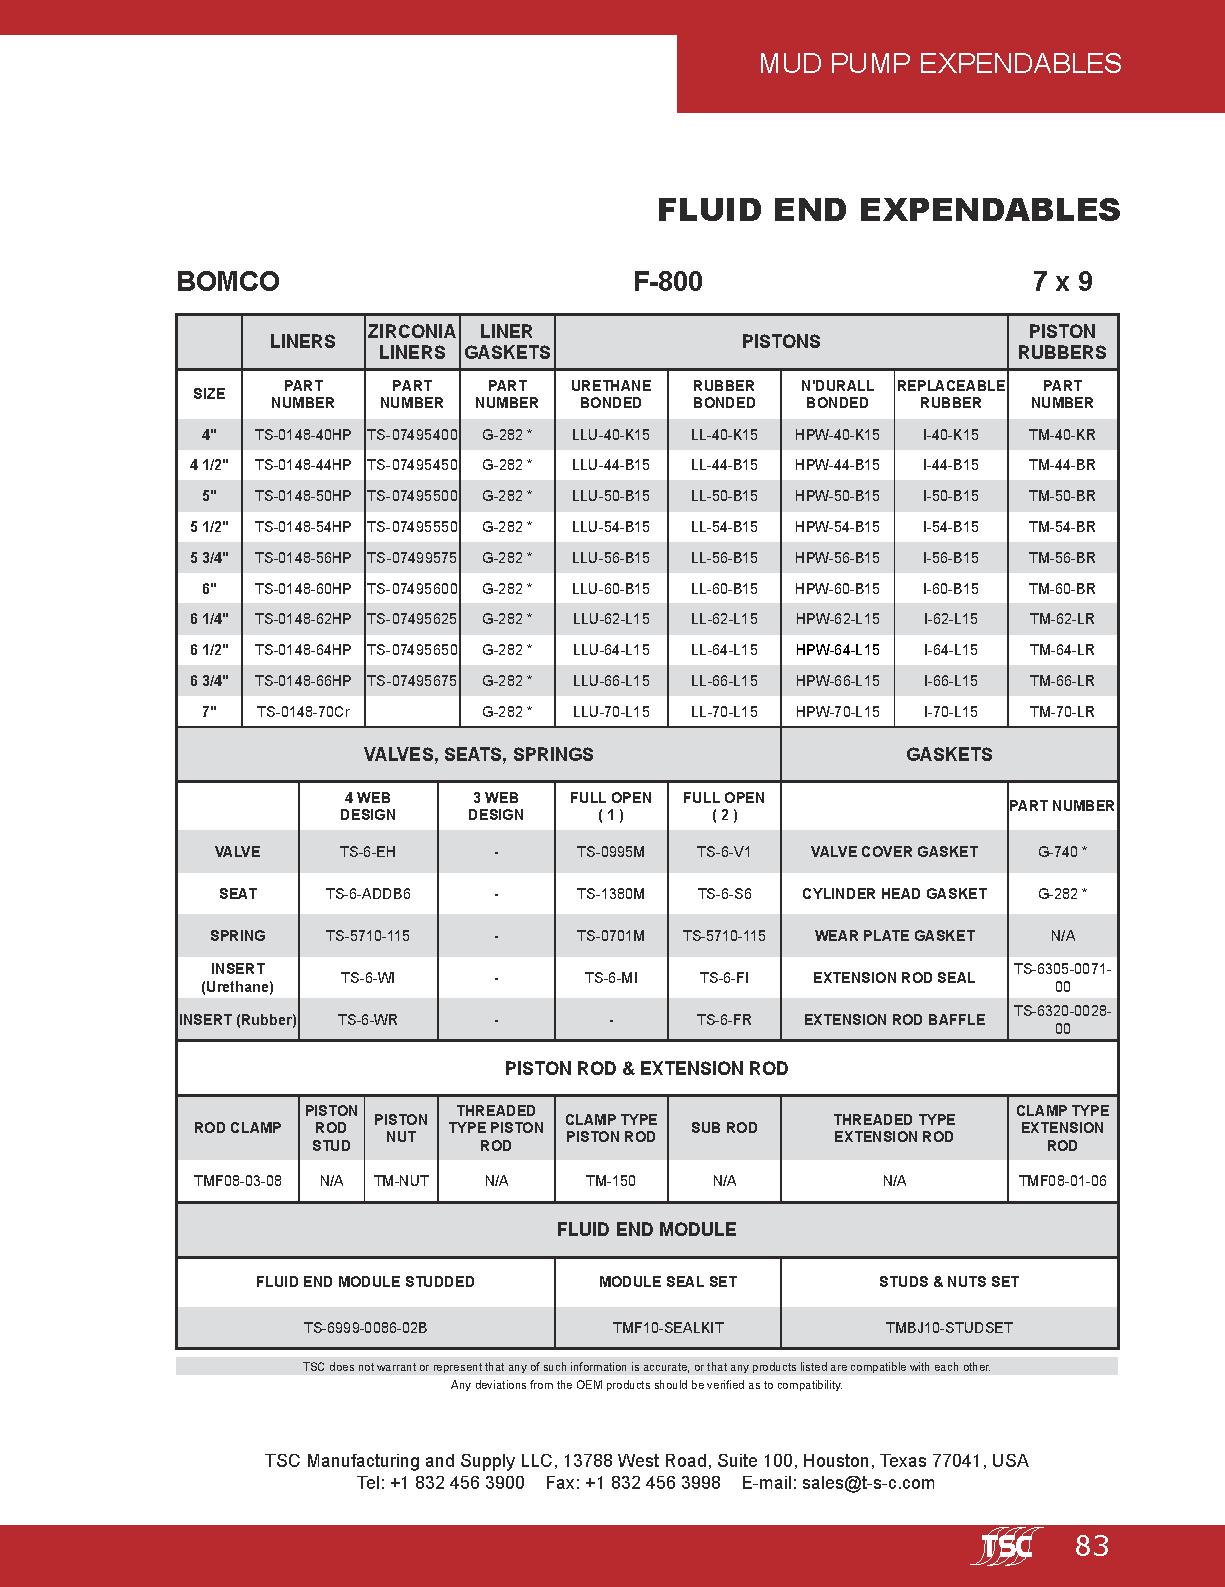 MUD PUMP EXPENDABLES
FLUID END EXPENDABLES
BOMCO F-800 7 x 9
LINERS ZIRCONIA LINERS LINER GASKETS PISTONS PISTON RUBBERS
SIZE PART NUMBER PART NUMBER PART NUMBER URETHANE BONDED RUBBER BONDED N'DURALL BONDED REPLACEABLE RUBBER PART NUMBER
4" TS-0148-40HP TS-07495400 G-282 * LLU-40-K15 LL-40-K15 HPW-40-K15 I-40-K15 TM-40-KR
4 1/2" TS-0148-44HP TS-07495450 G-282 * LLU-44-B15 LL-44-B15 HPW-44-B15 I-44-B15 TM-44-BR
5" TS-0148-50HP TS-07495500 G-282 * LLU-50-B15 LL-50-B15 HPW-50-B15 I-50-B15 TM-50-BR
5 1/2" TS-0148-54HP TS-07495550 G-282 * LLU-54-B15 LL-54-B15 HPW-54-B15 I-54-B15 TM-54-BR
5 3/4" TS-0148-56HP TS-07499575 G-282 * LLU-56-B15 LL-56-B15 HPW-56-B15 I-56-B15 TM-56-BR
6" TS-0148-60HP TS-07495600 G-282 * LLU-60-B15 LL-60-B15 HPW-60-B15 I-60-B15 TM-60-BR
6 1/4" TS-0148-62HP TS-07495625 G-282 * LLU-62-L15 LL-62-L15 HPW-62-L15 I-62-L15 TM-62-LR
6 1/2" TS-0148-64HP TS-07495650 G-282 * LLU-64-L15 LL-64-L15 HPW-64-L15 I-64-L15 TM-64-LR
6 3/4" TS-0148-66HP TS-07495675 G-282 * LLU-66-L15 LL-66-L15 HPW-66-L15 I-66-L15 TM-66-LR
7" TS-0148-70Cr G-282 * LLU-70-L15 LL-70-L15 HPW-70-L15 I-70-L15 TM-70-LR
VALVES, SEATS, SPRINGS GASKETS
4 WEB DESIGN 3 WEB DESIGN FULL OPEN ( 1 ) FULL OPEN ( 2 ) PART NUMBER
VALVE TS-6-EH - TS-0995M TS-6-V1 VALVE COVER GASKET G-740 *
SEAT TS-6-ADDB6 - TS-1380M TS-6-S6 CYLINDER HEAD GASKET G-282 *
SPRING TS-5710-115 - TS-0701M TS-5710-115 WEAR PLATE GASKET N/A
INSERT (Urethane) TS-6-WI - TS-6-MI TS-6-FI EXTENSION ROD SEAL TS-6305-0071-00
INSERT (Rubber) TS-6-WR - - TS-6-FR EXTENSION ROD BAFFLE TS-6320-0028-00
PISTON ROD & EXTENSION ROD
ROD CLAMP PISTON ROD STUD PISTON NUT THREADED TYPE PISTON ROD CLAMP TYPE PISTON ROD SUB ROD THREADED TYPE EXTENSION ROD CLAMP TYPE EXTENSION ROD
TMF08-03-08 N/A TM-NUT N/A TM-150 N/A N/A TMF08-01-06
FLUID END MODULE
FLUID END MODULE STUDDED MODULE SEAL SET STUDS & NUTS SET
TS-6999-0086-02B TMF10-SEALKIT TMBJ10-STUDSET
TSC does not warrant or represent that any of such information is accurate, or that any products listed are compatible with each other.
Any deviations from the OEM products should be verified as to compatibility.
TSC Manufacturing and Supply LLC, 13788 West Road, Suite 100, Houston, Texas 77041, USA
Tel: +1 832 456 3900 Fax: +1 832 456 3998 E-mail: sales@t-s-c.com
TSC 83